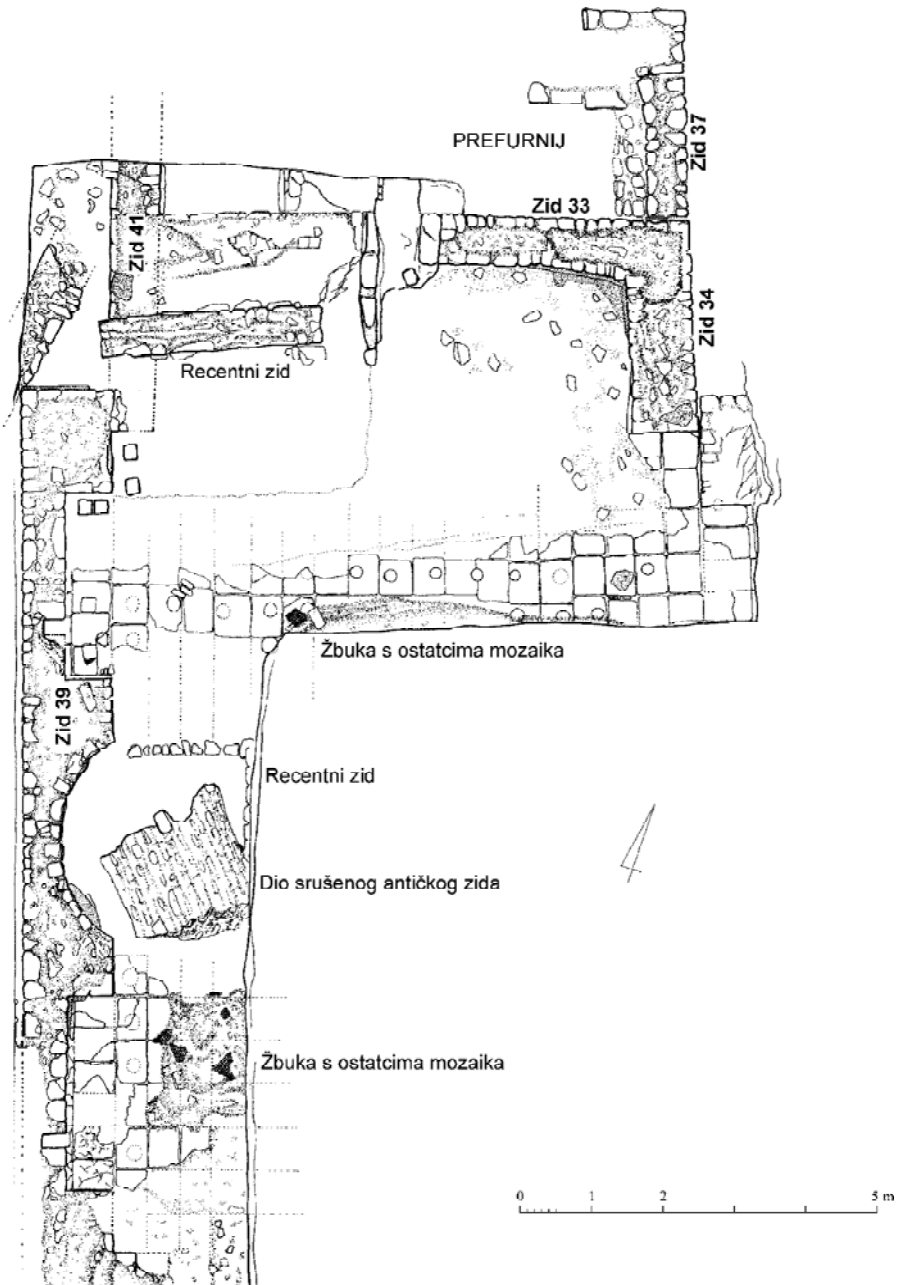 PREFURNIJ
Zid 37
Zid 33
Zid 41
Zid 34
Recentni zid
Žbuka s ostatcima mozaika
Zid 39
Recentni zid
Dio srušenog antičkog zida
Žbuka s ostatcima mozaika
0 1 2 5 m